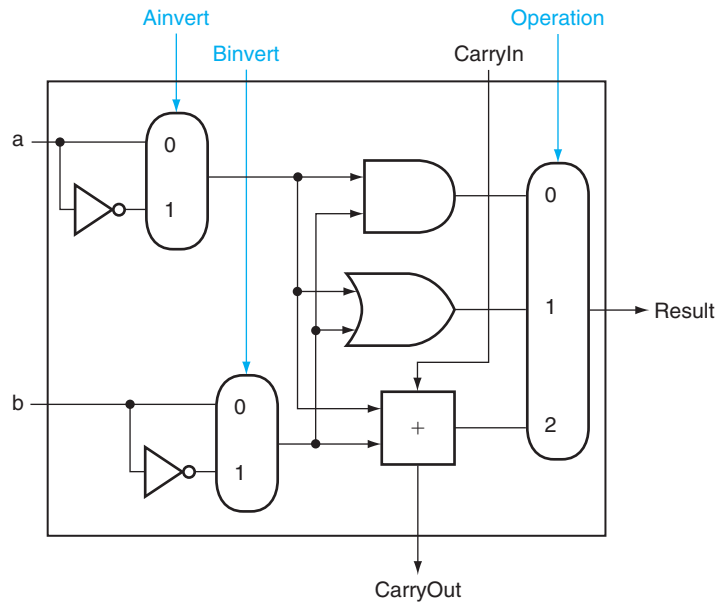 Ainvert
Operation
Binvert
CarryIn
a
0
1
0
1
Result
b
0
1
+
2
CarryOut